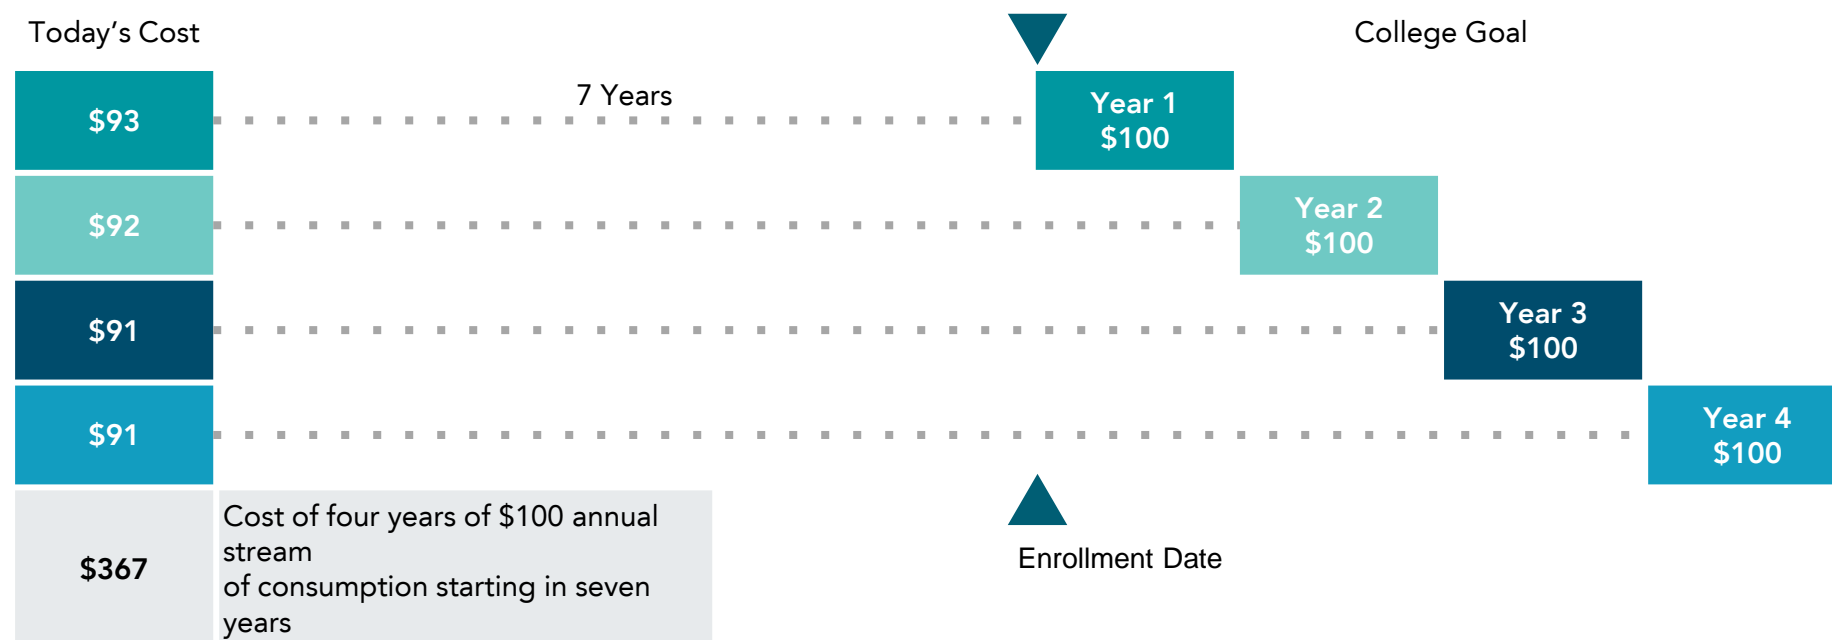 Today’s Cost
College Goal
7 Years
$93
Year 1
$100
$92
Year 2
$100
$91
Year 3
$100
$91
Year 4
$100
$367
Cost of four years of $100 annual
stream
of consumption starting in seven
years
Enrollment Date